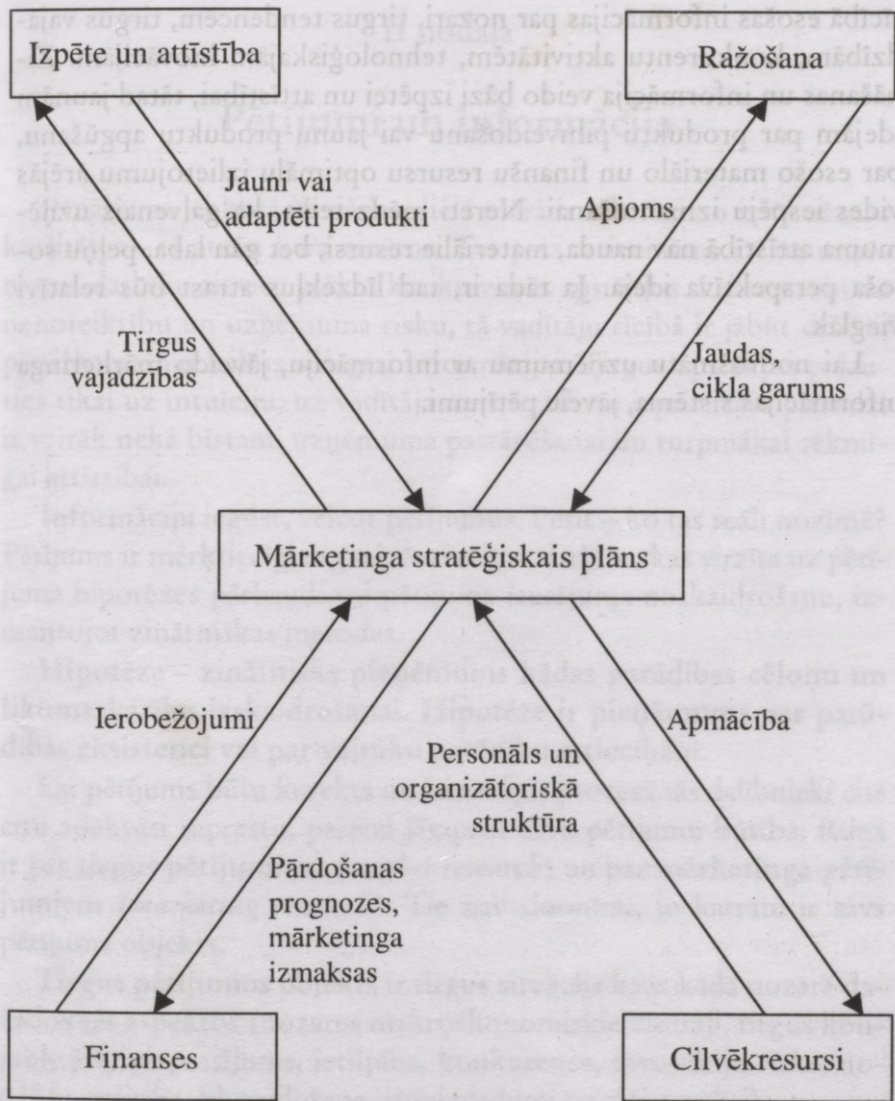 Izpēte un attīstība
Ražošana
Jauni vai
adaptēti produkti
Apjoms
Tirgus
vajadzības
Jaudas,
cikla garums
Mārketinga stratēģiskais plāns
Ierobežojumi
Apmācība
Personāls un
organizātoriskā
struktūra
Pārdošanas
prognozes,
mārketinga
izmaksas
Finanses
Cilvēkresursi